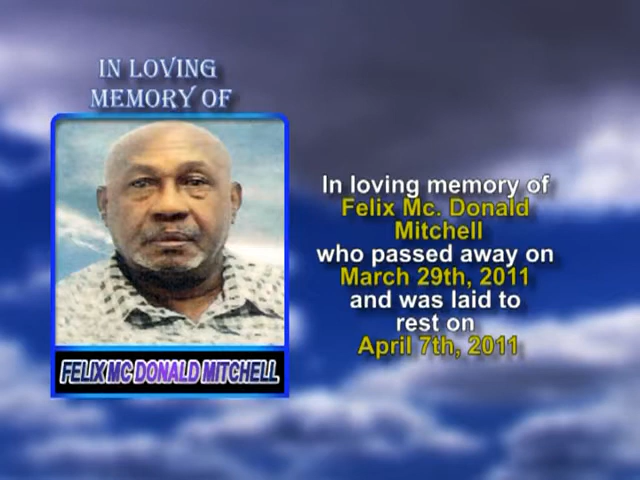 IN LOVING
MEMORY OF
FELIX MC DONALD MITCHELL
In loving memory of
Felix Mc. Donald
Mitchell
who passed away on
March 29th, 2011
and was laid to
rest on
April 7th, 2011